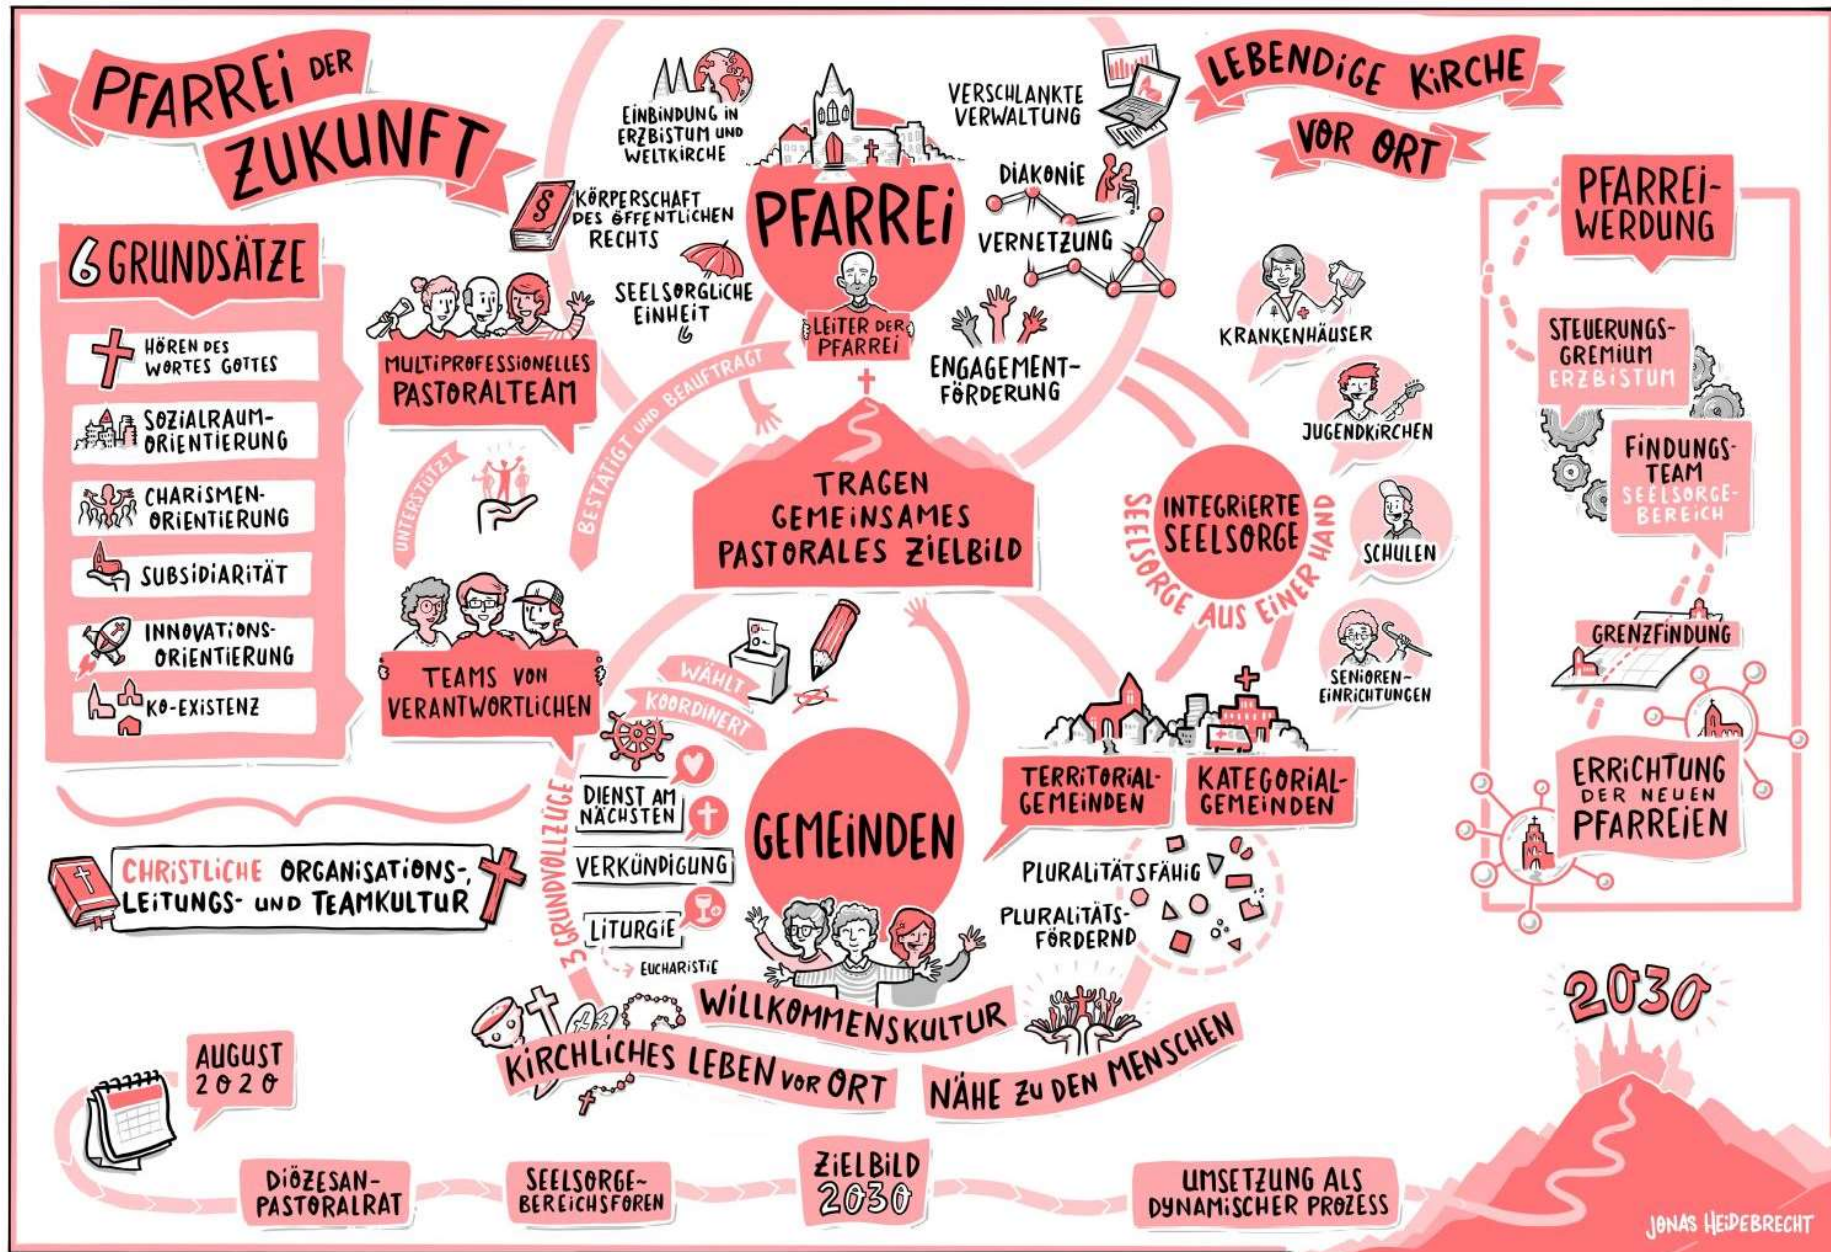 PFARREI DER
ZUKUNFT
6 GRUNDSÄTZE
HÖREN DES
WORTES GOTTES
SOZIALRAUM-
ORIENTIERUNG
CHARISMEN-
ORIENTIERUNG
SUBSIDIARITÄT
INNOVATIONS-
ORIENTIERUNG
KO-EXISTENZ
CHRISTLICHE ORGANISATIONS-,
LEITUNGS- UND TEAMKULTUR
EINBINDUNG IN
ERZBISTUM UND
WELTKIRCHE
§
KÖRPERSCHAFT
DES ÖFFENTLICHEN
RECHTS
SEELSORGLICHE
EINHEIT
PFARREI
LEITER DER
PFARREI
VERSCHLANKTE
VERWALTUNG
DIAKONIE
VERNETZUNG
ENGAGEMENT-
FÖRDERUNG
MULTIPROFESSIONELLES
PASTORALTEAM
UNTERSTÜTZT
BESTÄTIGT UND BEAUFTRAGT
TEAMS VON
VERANTWORTLICHEN
TRAGEN
GEMEINSAMES
PASTORALES ZIELBILD
WÄHLT
KOORDINIERT
3 GRUNDVOLLZÜGE
DIENST AM
NÄCHSTEN
VERKÜNDIGUNG
LITURGIE
EUCHARISTIE
GEMEINDEN
WILLKOMMENSKULTUR
KIRCHLICHES LEBEN VOR ORT
NÄHE ZU DEN MENSCHEN
LEBENDIGE KIRCHE
VOR ORT
KRANKENHÄUSER
JUGENDKIRCHEN
SCHULEN
SENIOREN-
EINRICHTUNGEN
INTEGRIERTE
SEELSORGE
SEELSORGE AUS EINER HAND
TERRITORIAL-
GEMEINDEN
KATEGORIAL-
GEMEINDEN
PLURALITÄTSFÄHIG
PLURALITÄTS-
FÖRDERND
PFARREI-
WERDUNG
STEUERUNGS-
GREMIUM
ERZBISTUM
FINDUNGS-
TEAM
SEELSORGE-
BEREICH
GRENZFINDUNG
ERRICHTUNG
DER NEUEN
PFARREIEN
AUGUST
2020
DIÖZESAN-
PASTORALRAT
SEELSORGE-
BEREICHSFOREN
ZIELBILD
2030
UMSETZUNG ALS
DYNAMISCHER PROZESS
2030
JONAS HEIDEBRECHT